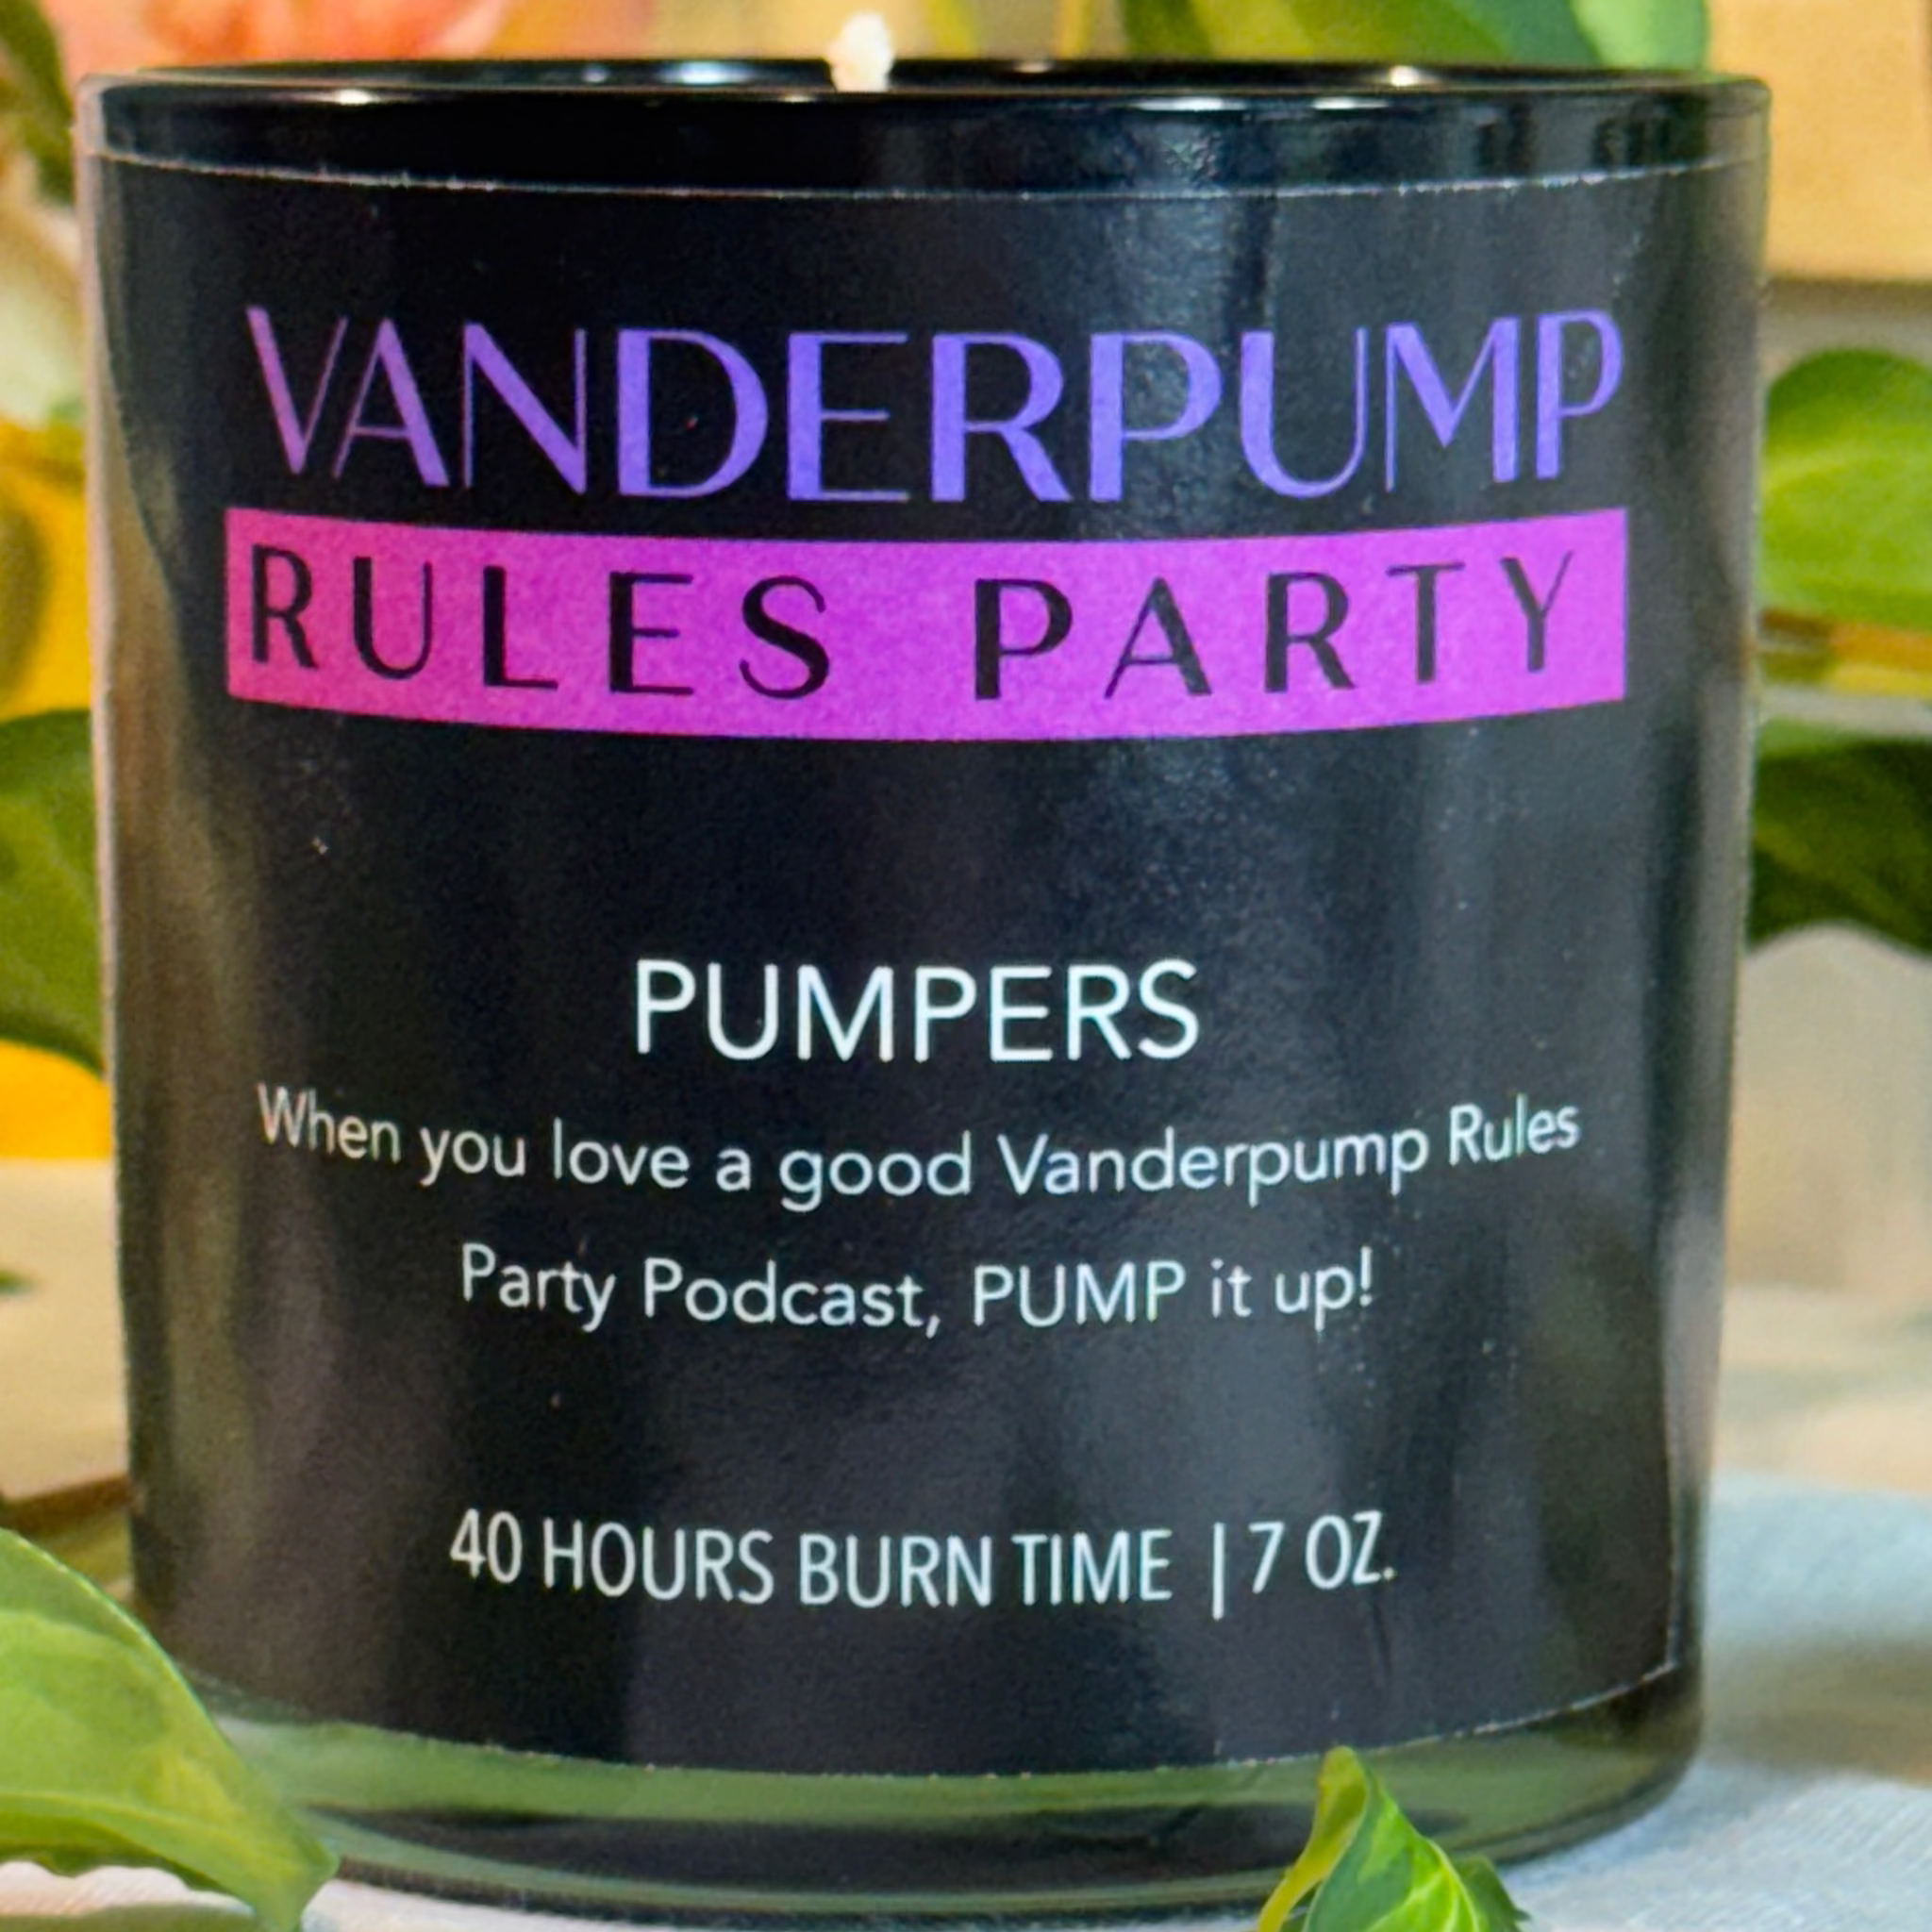 VANDERPUMP
RULES PARTY
PUMPERS
When you love a good Vanderpump Rules
Party Podcast, PUMP it up!
40 HOURS BURN TIME | 7 OZ.